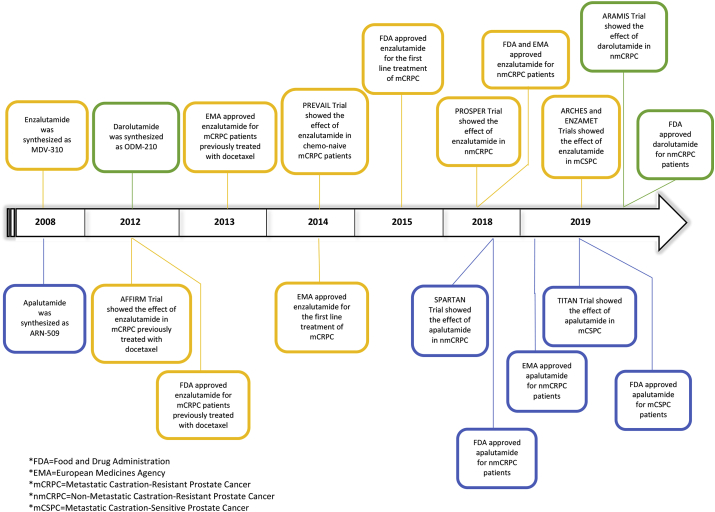 Enzalutamide
was
synthesized as
MDV-310
Darolutamide
was synthesized
as ODM-210
EMA approved
enzalutamide for
mCRPC patients
previously treated
with docetaxel
PREVAIL Trial
showed the
effect of
enzalutamide in
chemo-naive
mCRPC patients
FDA approved
enzalutamide
for the first
line treatment
of mCRPC
PROSPER Trial
showed the
effect of
enzalutamide in
nmCRPC
FDA and EMA
approved
enzalutamide for
nmCRPC patients
ARCHES and
ENZAMET
Trials showed
the effect of
enzalutamide
in mCSPC
ARAMIS Trial
showed the
effect of
darolutamide in
nmCRPC
FDA
approved
darolutamide
for nmCRPC
patients
2008
2012
2013
2014
2015
2018
2019
Apalutamide
was
synthesized as
ARN-509
AFFIRM Trial
showed the effect of
enzalutamide in
mCRPC previously
treated with
docetaxel
FDA approved
enzalutamide for
mCRPC patients
previously treated
with docetaxel
EMA approved
enzalutamide for
the first line
treatment of
mCRPC
SPARTAN
Trial showed
the effect of
apalutamide
in nmCRPC
FDA approved
apalutamide
for nmCRPC
patients
EMA approved
apalutamide
for nmCRPC
patients
TITAN Trial showed
the effect of
apalutamide in
mCSPC
FDA approved
apalutamide
for mCSPC
patients
*FDA=Food and Drug Administration
*EMA=European Medicines Agency
*mCRPC=Metastatic Castration-Resistant Prostate Cancer
*nmCRPC=Non-Metastatic Castration-Resistant Prostate Cancer
*mCSPC=Metastatic Castration-Sensitive Prostate Cancer